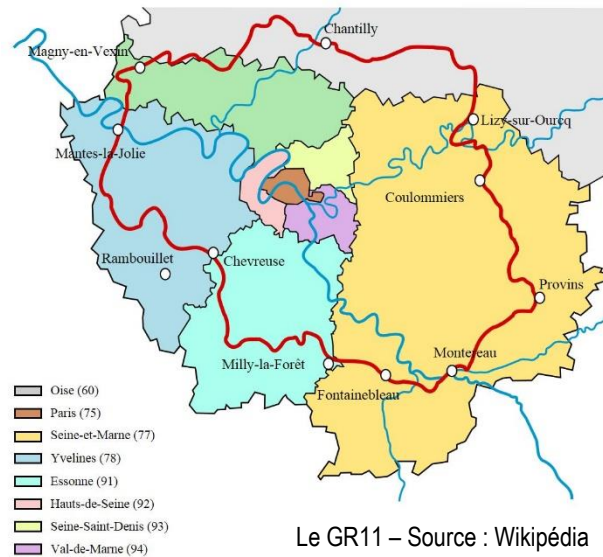 Chantilly
Magny-en-Vexin
Lizy-sur-Ourcq
Mantes-la-Jolie
Coulommiers
Chevreuse
Rambouillet
Provins
Montereau
Milly-la-Forêt
Fontainebleau
Oise (60)
Paris (75)
Seine-et-Marne (77)
Yvelines (78)
Essonne (91)
Hauts-de-Seine (92)
Seine-Saint-Denis (93)
Val-de-Marne (94)
Le GR11 – Source : Wikipédia